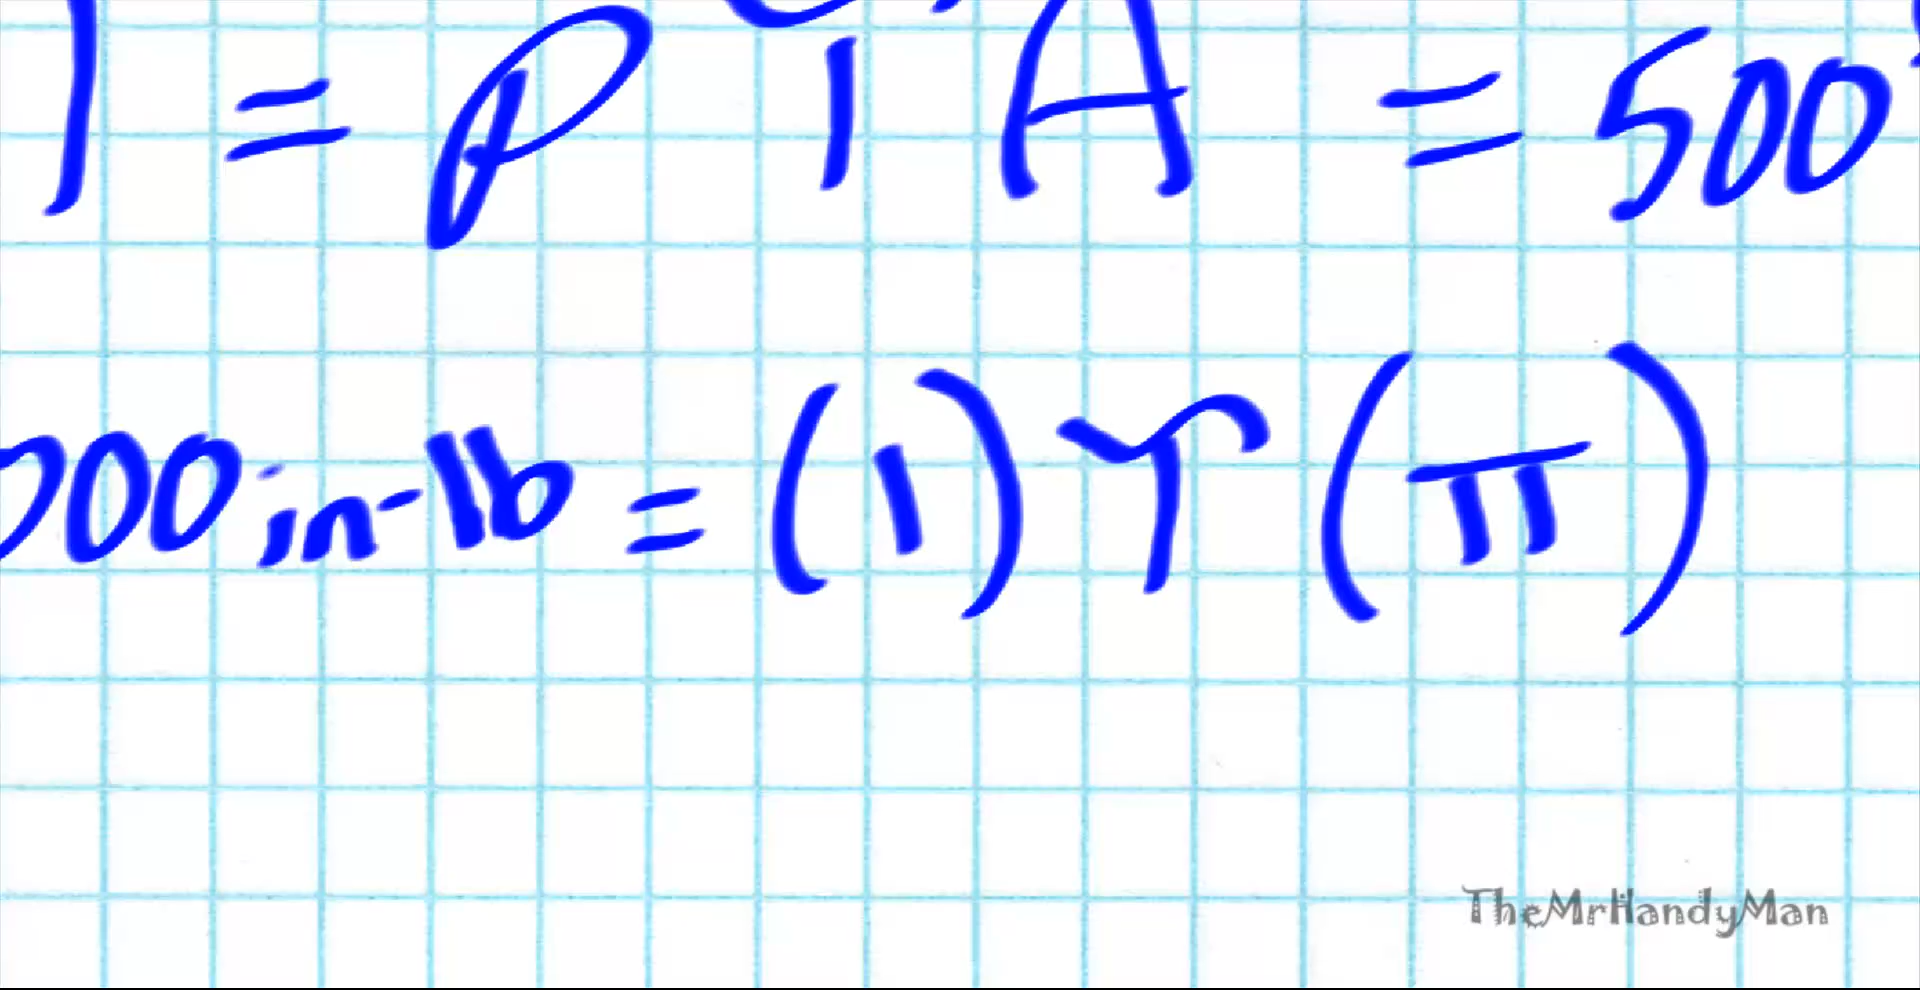 T = ρ τ A = 500
000 in-lb = (1) τ (π)
TheMrHandyMan